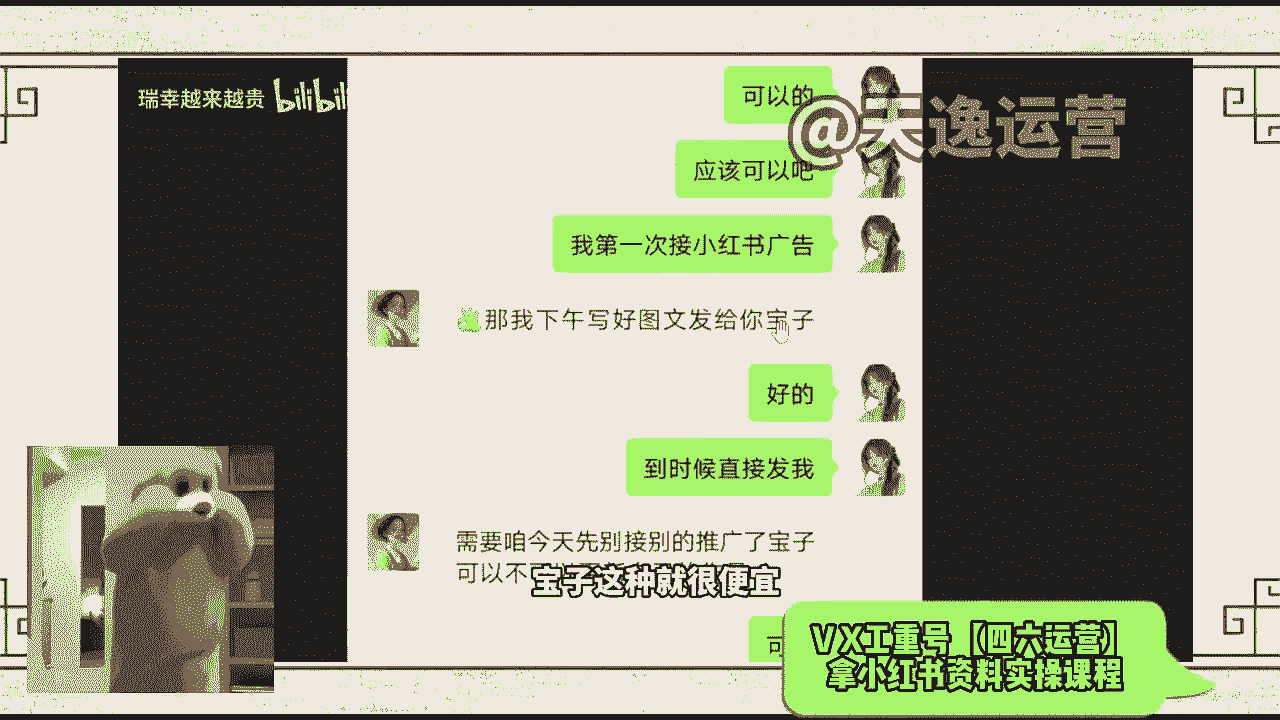 瑞幸越来越贵 bilibil
可以的
@天逸运营
应该可以吧
我第一次接小红书广告
那我下午写好图文发给你宝子
好的
到时候直接发我
需要咱今天先别接别的推广了宝子
可以不
宝子这种就很便宜
可
VX工重号【四六运营】
拿小红书资料实操课程